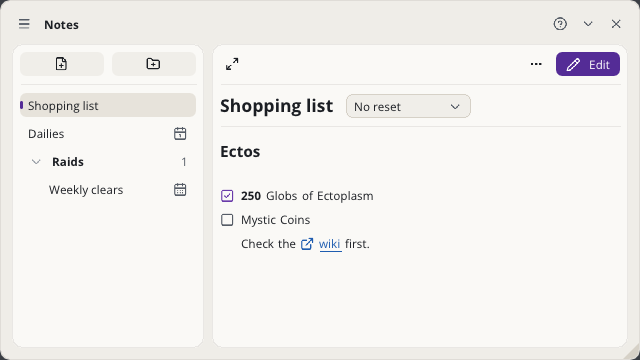 Notes
Edit
Shopping list
Dailies
Raids 1
Weekly clears
Shopping list No reset
Ectos
250 Globs of Ectoplasm
Mystic Coins
Check the wiki first.